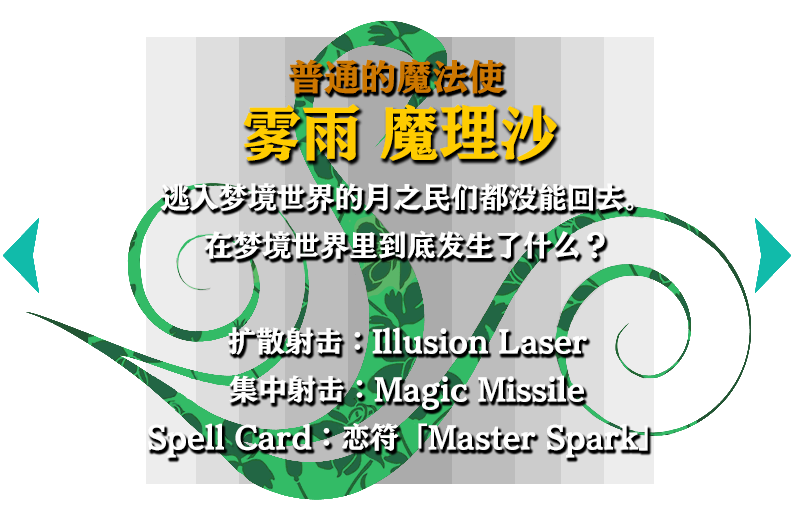 普通的魔法使
雾雨 魔理沙
逃入梦境世界的月之民们都没能回去。
在梦境世界里到底发生了什么？
扩散射击：Illusion Laser
集中射击：Magic Missile
Spell Card：恋符「Master Spark」